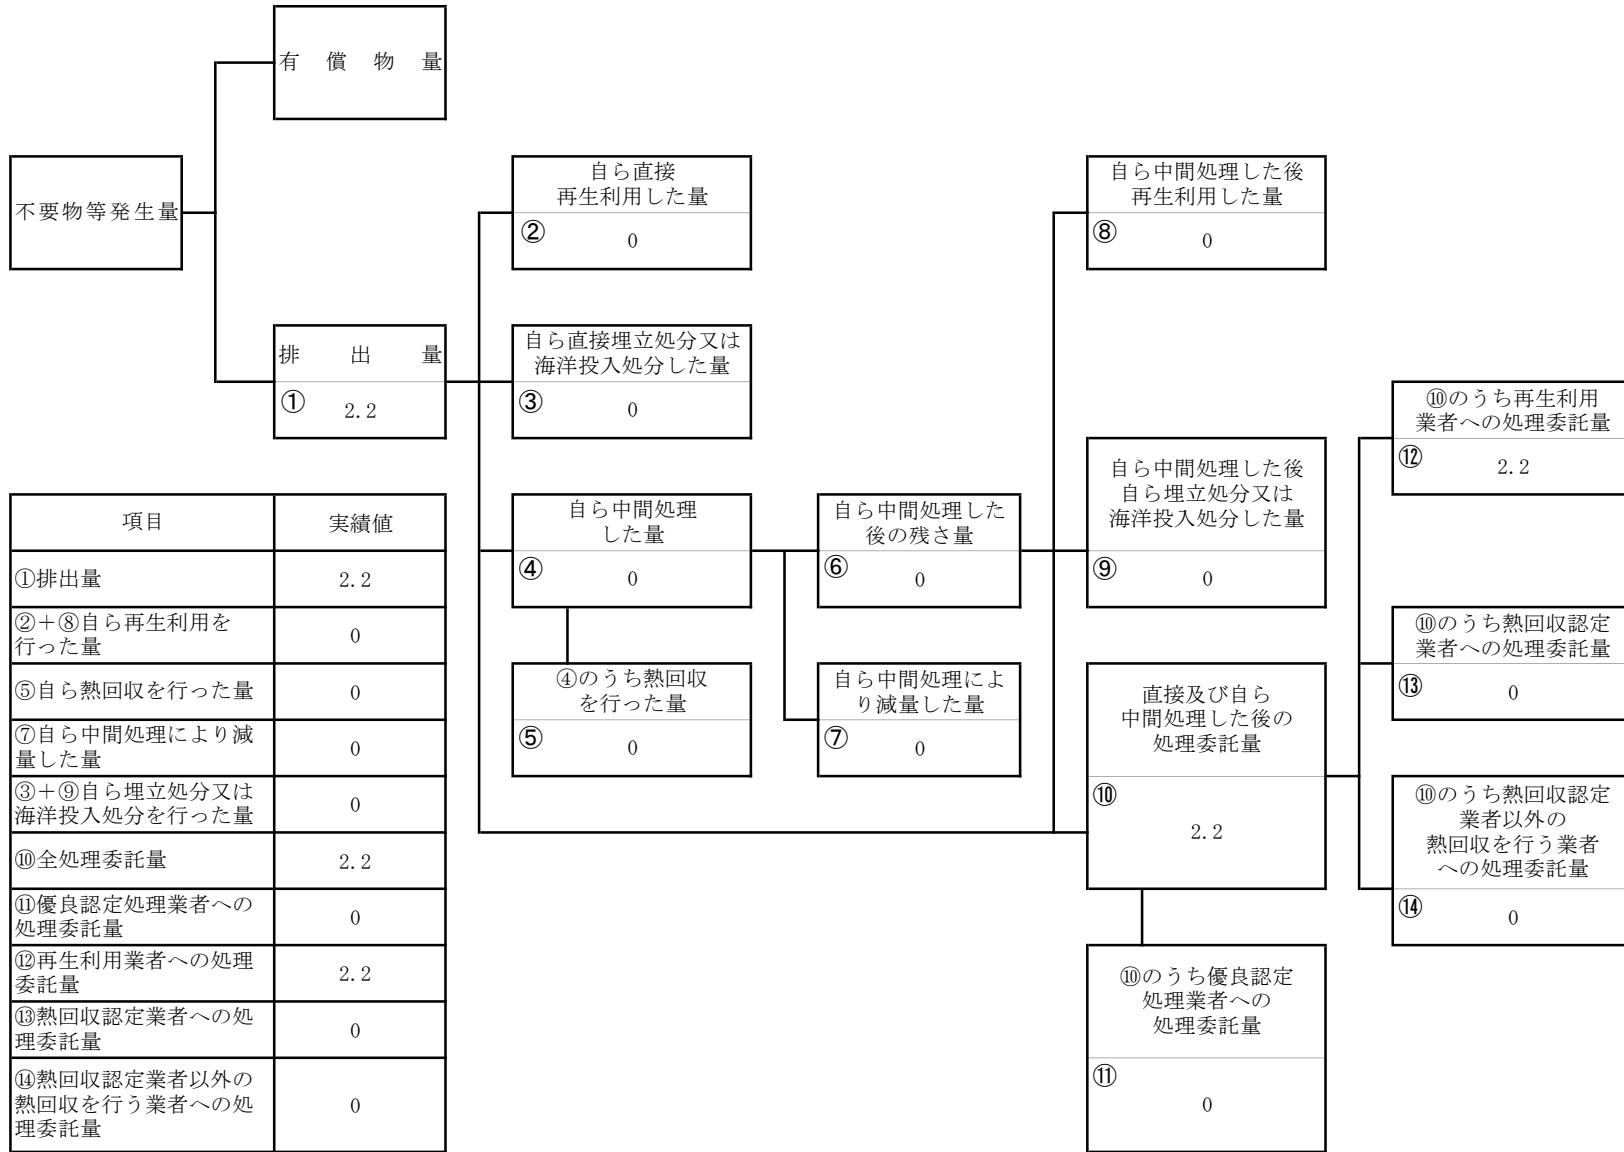 有償物量
不要物等発生量
排出量
① 2.2
自ら直接
再生利用した量
② 0
自ら直接埋立処分又は
海洋投入処分した量
③ 0
自ら中間処理
した量
④ 0
④のうち熱回収
を行った量
⑤ 0
自ら中間処理した
後の残さ量
⑥ 0
自ら中間処理によ
り減量した量
⑦ 0
自ら中間処理した後
再生利用した量
⑧ 0
自ら中間処理した後
自ら埋立処分又は
海洋投入処分した量
⑨ 0
直接及び自ら
中間処理した後の
処理委託量
⑩
2.2
⑩のうち優良認定
処理業者への
処理委託量
⑪
0
⑩のうち再生利用
業者への処理委託量
⑫ 2.2
⑩のうち熱回収認定
業者への処理委託量
⑬ 0
⑩のうち熱回収認定
業者以外の
熱回収を行う業者
への処理委託量
⑭ 0
項目 実績値
①排出量 2.2
②＋⑧自ら再生利用を
行った量 0
⑤自ら熱回収を行った量 0
⑦自ら中間処理により減
量した量 0
③＋⑨自ら埋立処分又は
海洋投入処分を行った量 0
⑩全処理委託量 2.2
⑪優良認定処理業者への
処理委託量 0
⑫再生利用業者への処理
委託量 2.2
⑬熱回収認定業者への処
理委託量 0
⑭熱回収認定業者以外の
熱回収を行う業者への処
理委託量 0